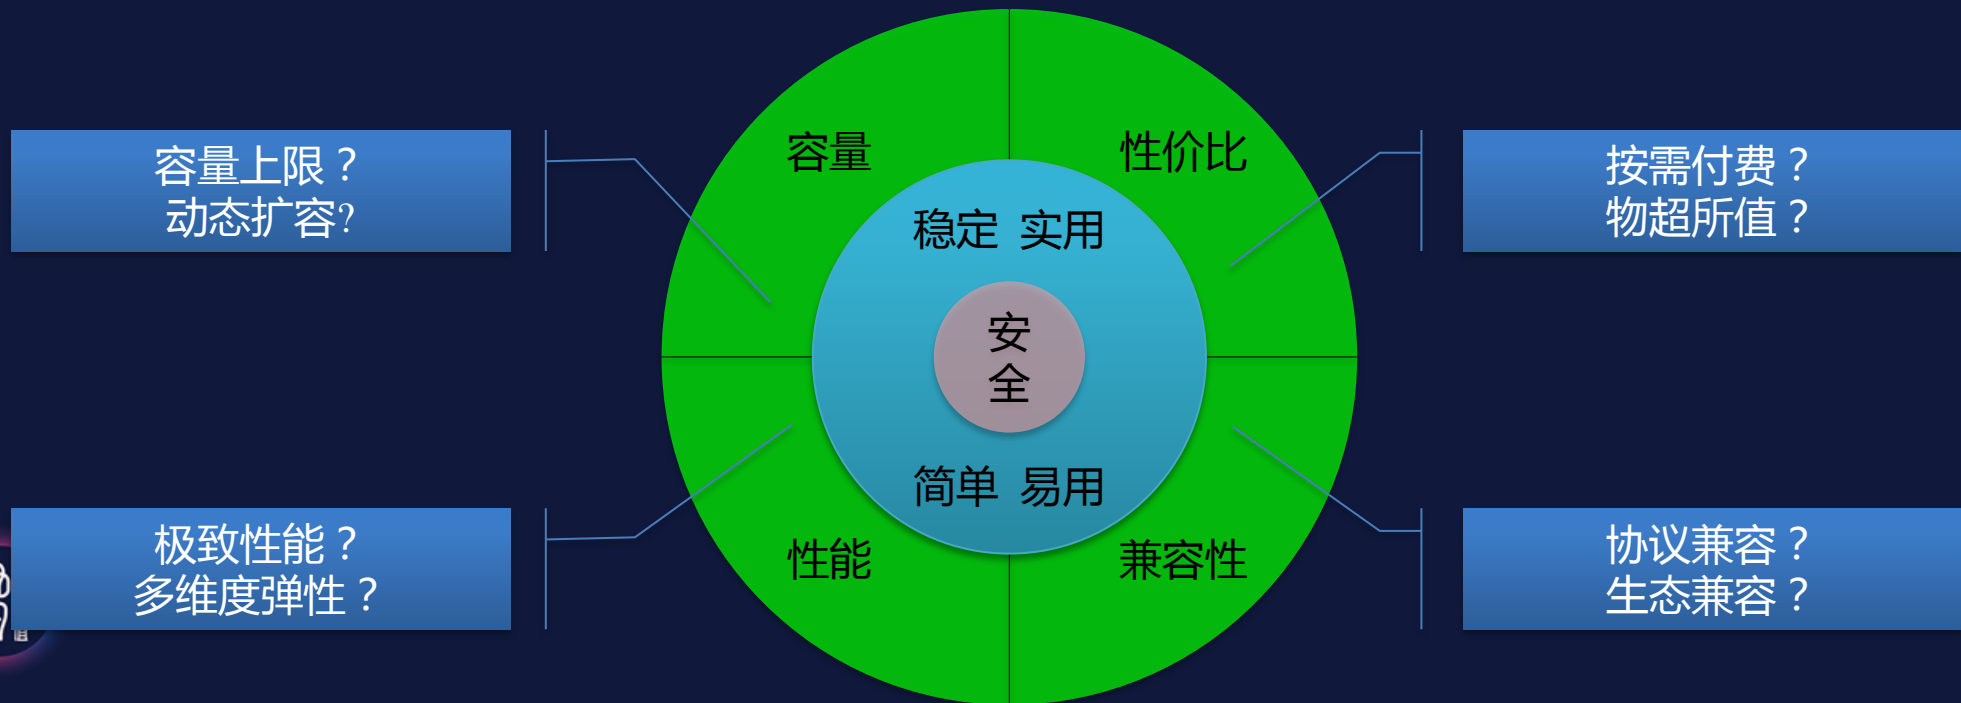 容量
性价比
容量上限？
动态扩容?
按需付费？
物超所值？
稳定 实用
安
全
简单 易用
性能
兼容性
极致性能？
多维度弹性？
协议兼容？
生态兼容？
值